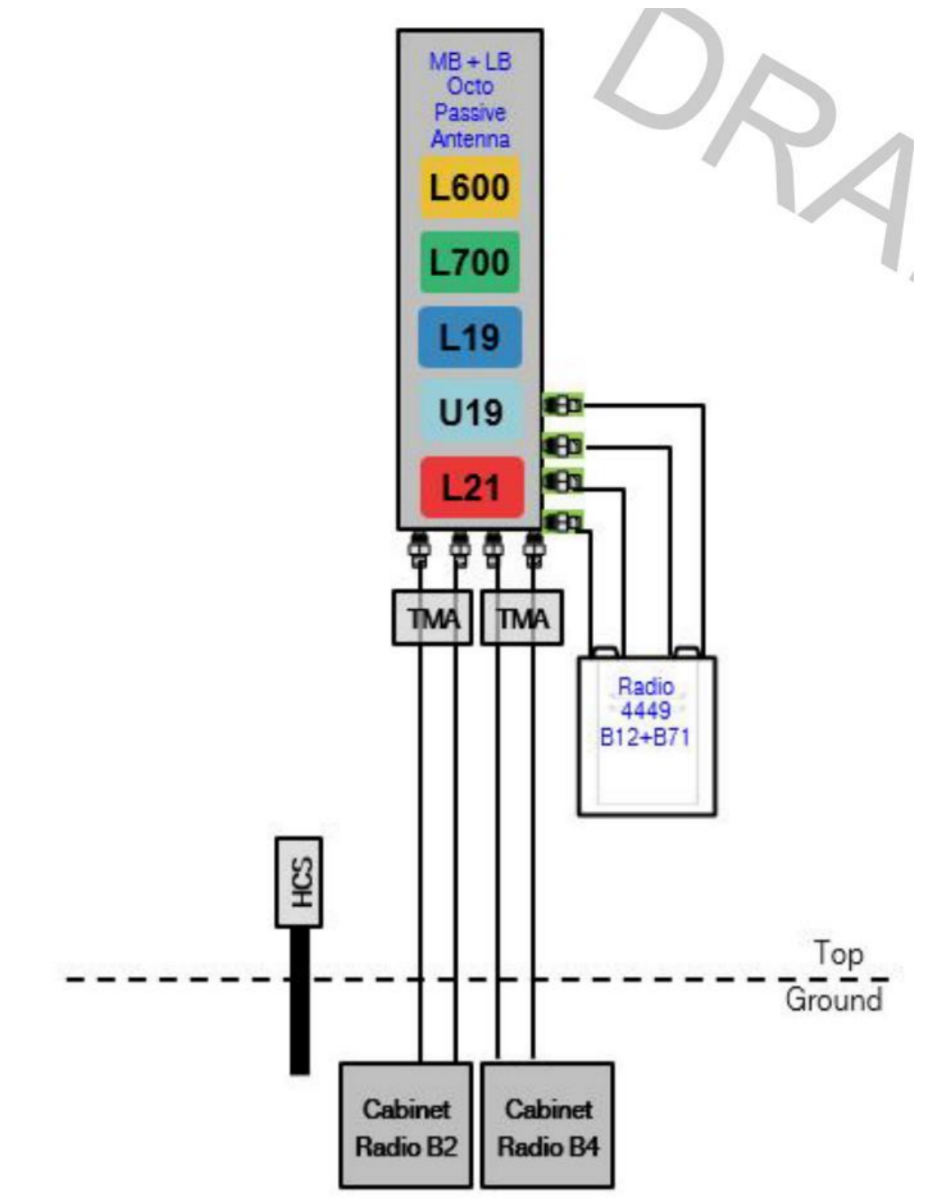 DRA
MB + LB
Octo
Passive
Antenna
L600
L700
L19
U19
L21
TMA TMA
Radio
4449
B12+B71
HCS
Top
Ground
Cabinet
Radio B2
Cabinet
Radio B4